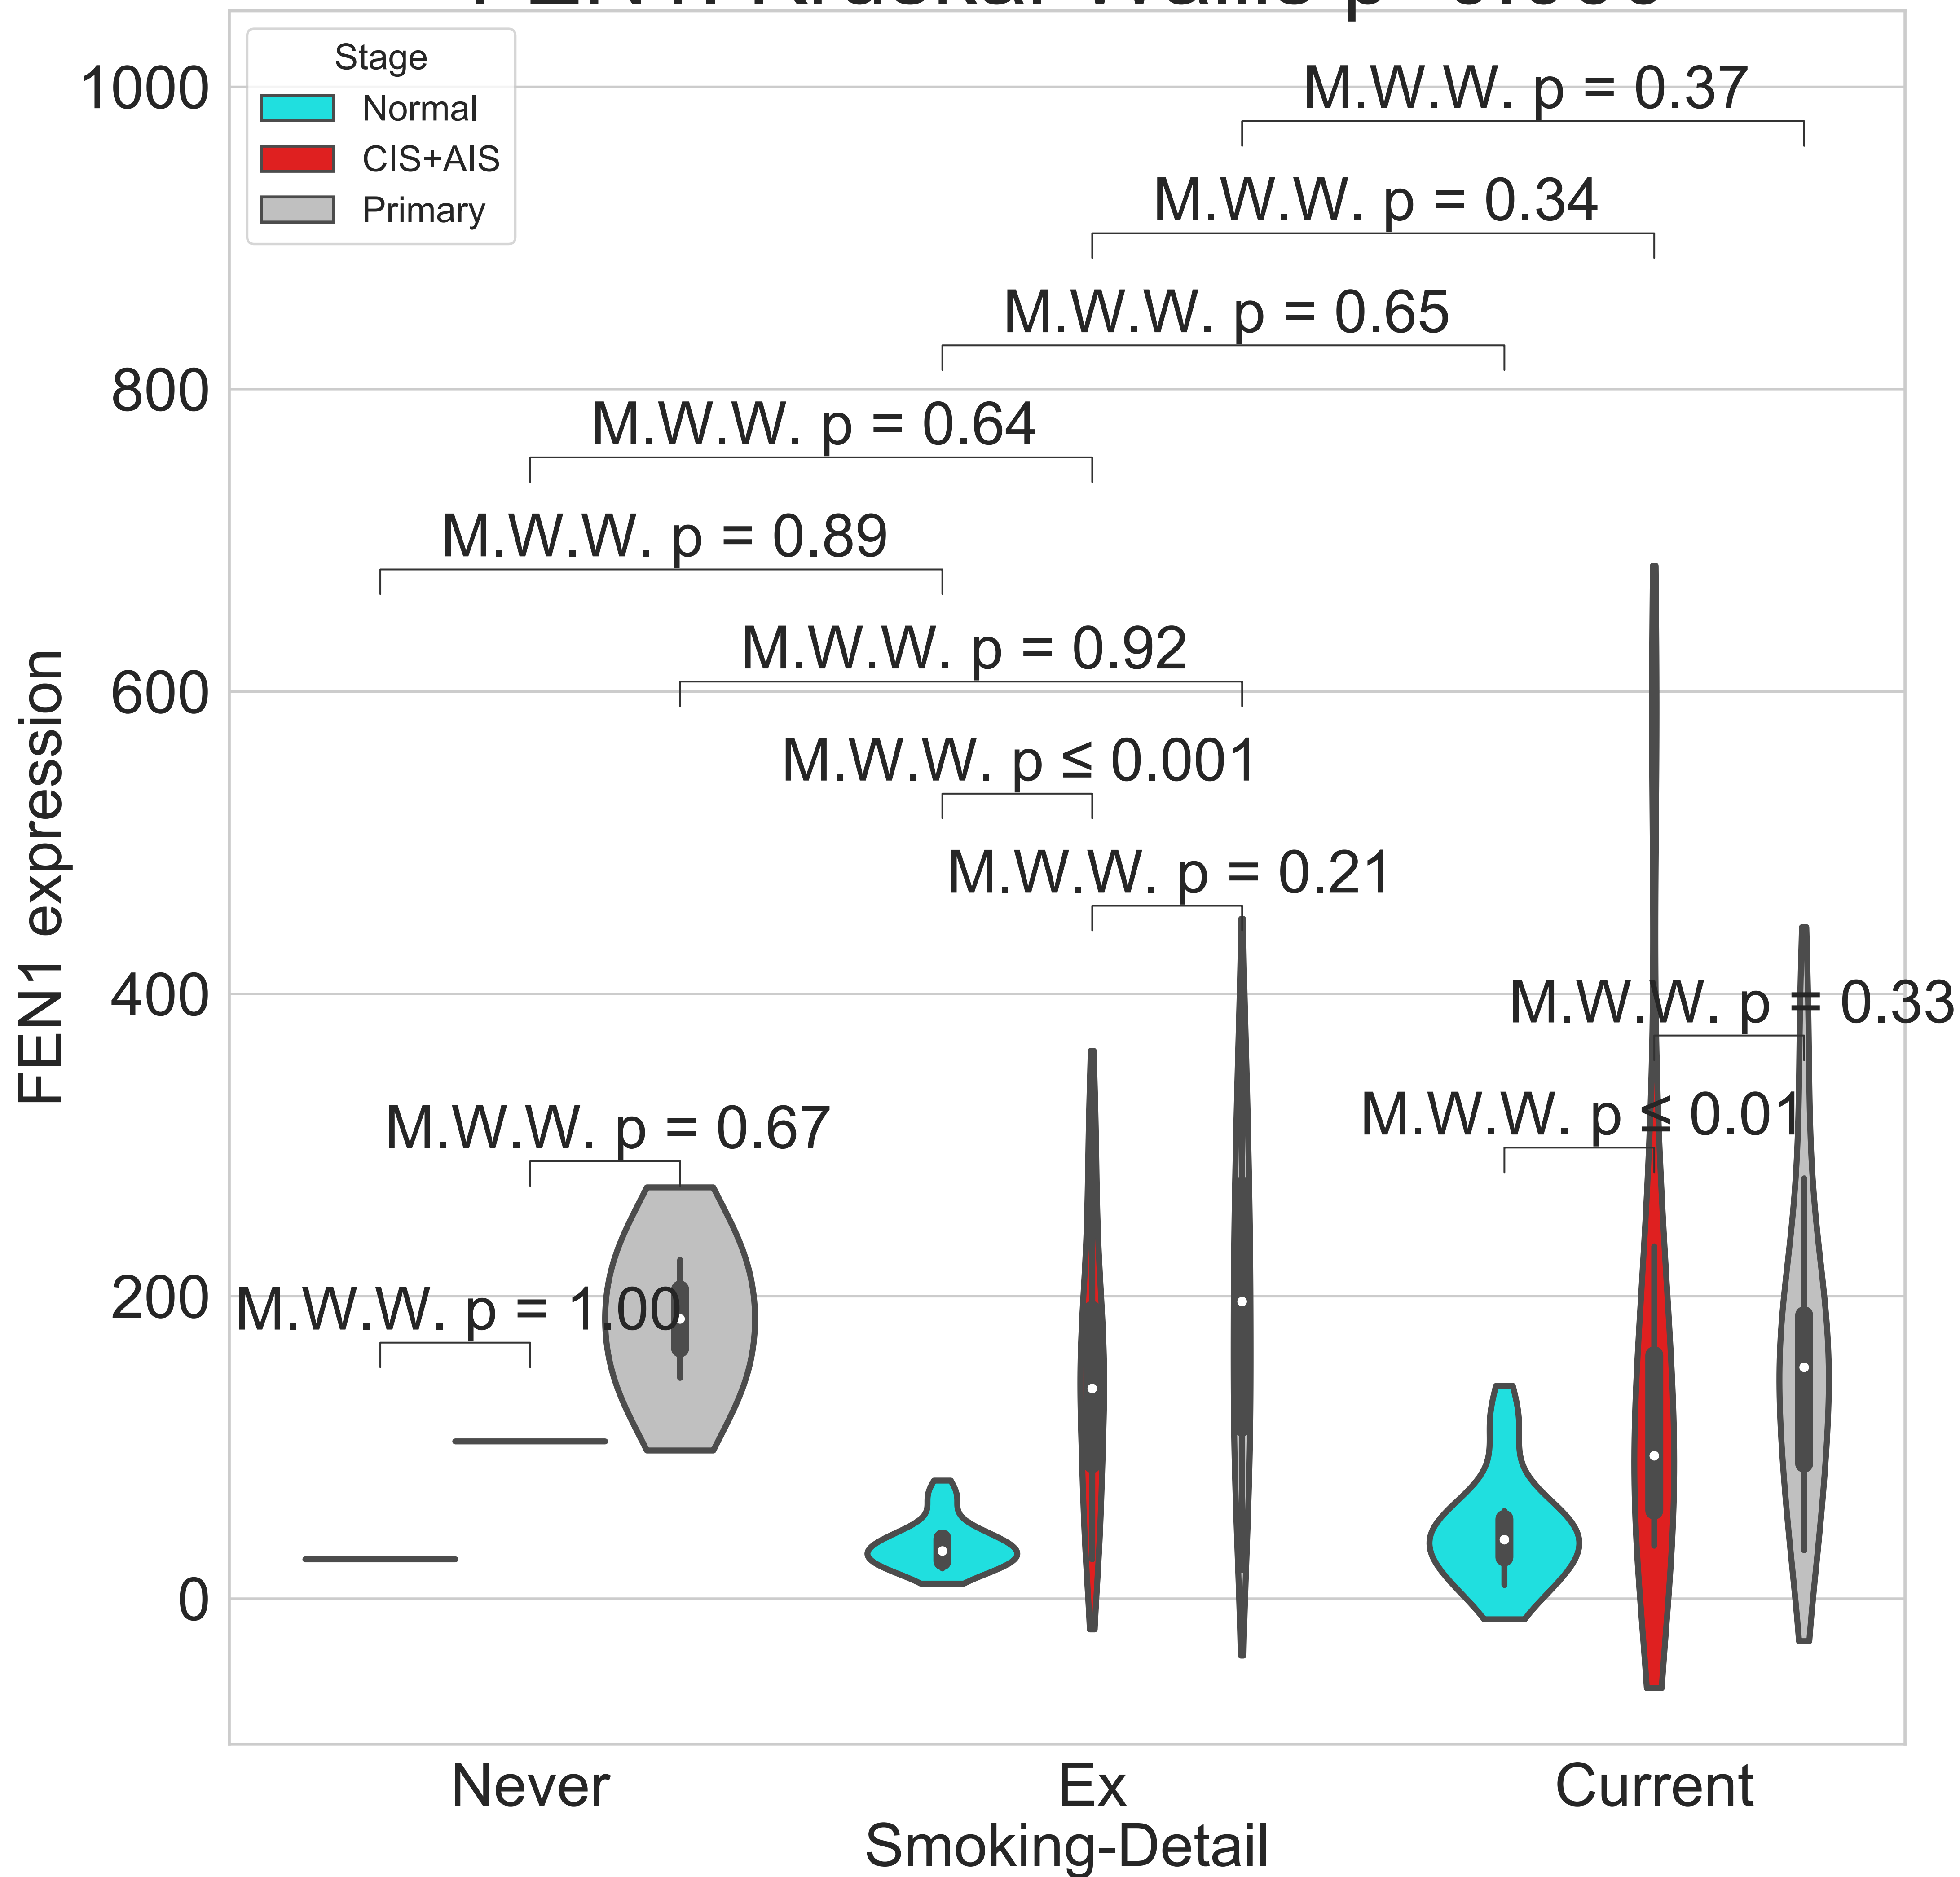 Stage
Normal
CIS+AIS
Primary
1000
800
600
400
200
0
FEN1 expression
M.W.W. p = 0.37
M.W.W. p = 0.34
M.W.W. p = 0.65
M.W.W. p = 0.64
M.W.W. p = 0.89
M.W.W. p = 0.92
M.W.W. p ≤ 0.001
M.W.W. p = 0.21
M.W.W. p = 0.33
M.W.W. p ≤ 0.01
M.W.W. p = 0.67
M.W.W. p = 1.00
Never
Ex
Current
Smoking-Detail